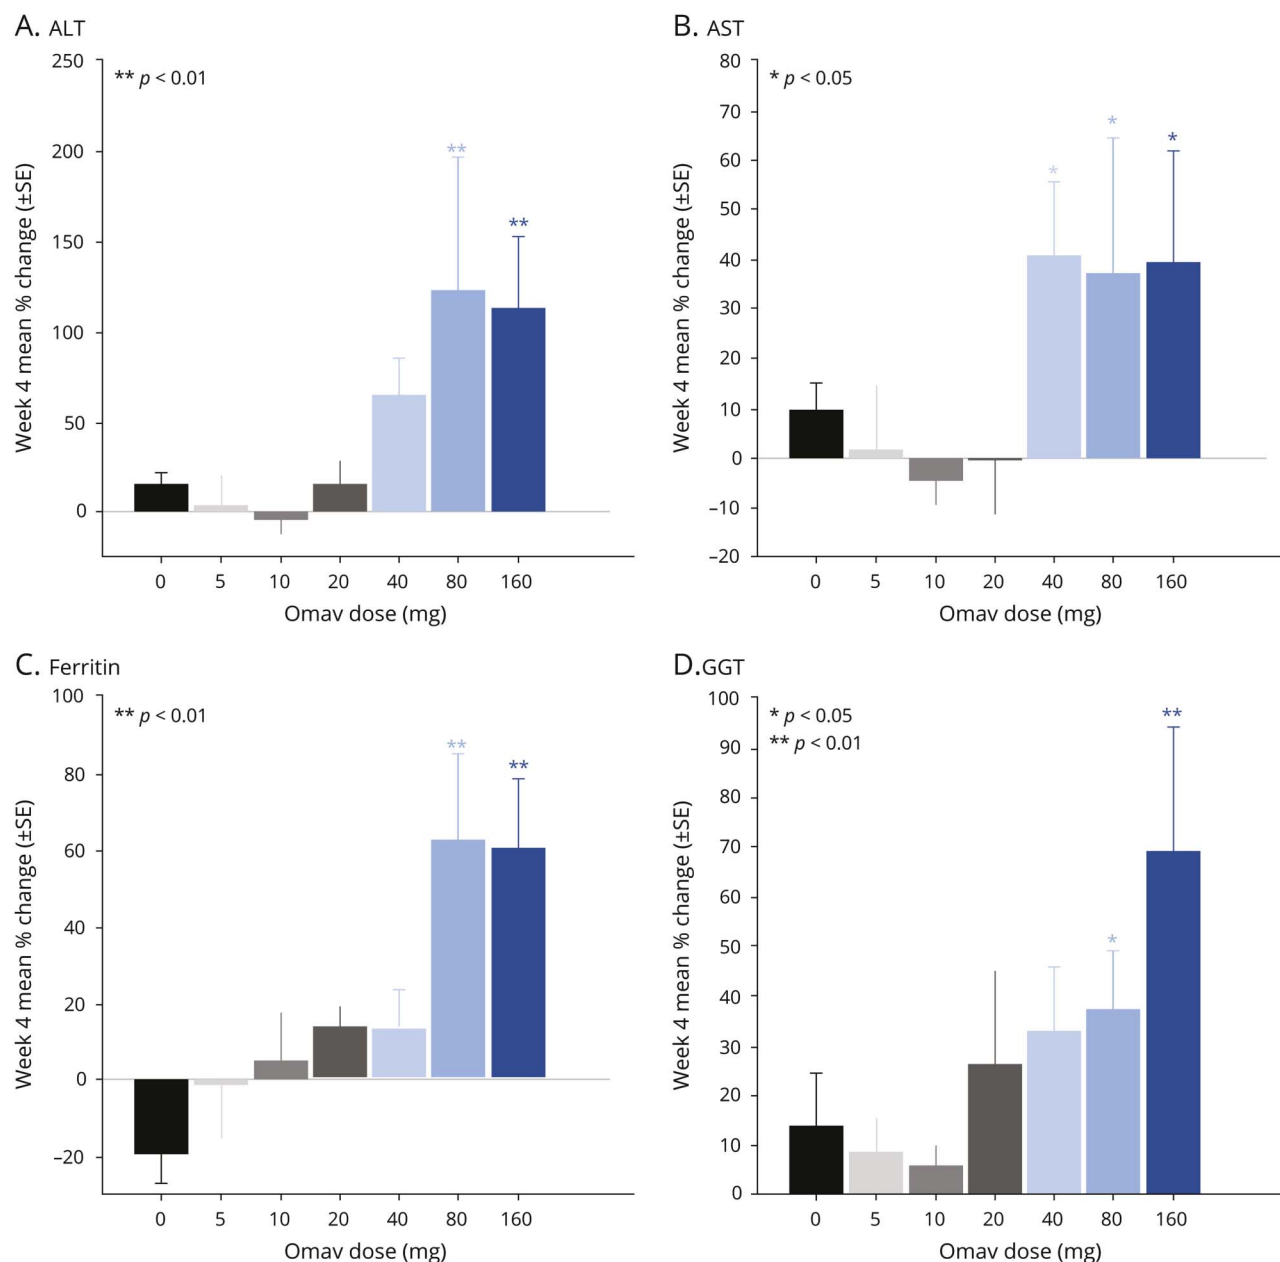 A. ALT
** p < 0.01
Week 4 mean % change (±SE)
250
200
150
100
50
0
**
**
0 5 10 20 40 80 160
Omav dose (mg)
B. AST
* p < 0.05
Week 4 mean % change (±SE)
80
70
60
50
40
30
20
10
0
–10
–20
*
*
*
0 5 10 20 40 80 160
Omav dose (mg)
C. Ferritin
** p < 0.01
Week 4 mean % change (±SE)
100
80
60
40
20
0
–20
**
**
0 5 10 20 40 80 160
Omav dose (mg)
D.GGT
* p < 0.05
** p < 0.01
Week 4 mean % change (±SE)
100
90
80
70
60
50
40
30
20
10
0
*
**
0 5 10 20 40 80 160
Omav dose (mg)